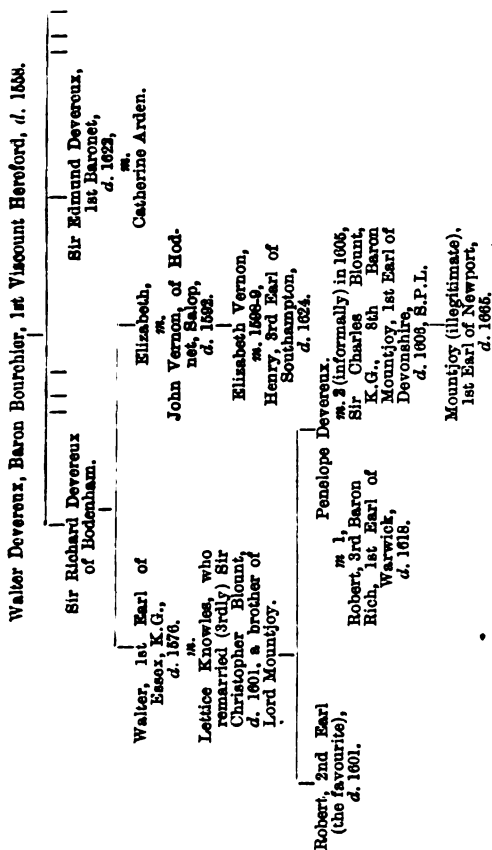 Walter Devereux, Baron Bourchier, 1st Viscount Hereford, d. 1558.
Sir Richard Devereux
of Bodenham.
Sir Edmund Devereux,
1st Baronet,
d. 1622,
m.
Catherine Arden.
Walter, 1st Earl of
Essex, K.G.,
d. 1576.
m.
Lettice Knowles, who
remarried (3rdly) Sir
Christopher Blount,
d. 1601, a brother of
Lord Mountjoy.
Elizabeth,
m.
John Vernon, of Hod-
net, Salop,
d. 1592.
Elizabeth Vernon,
m. 1598-9,
Henry, 3rd Earl of
Southampton,
d. 1624.
Robert, 2nd Earl
(the favourite),
d. 1601.
Penelope Devereux.
m 1,
Robert, 3rd Baron
Rich, 1st Earl of
Warwick,
d. 1618.
m. 2 (informally) in 1605,
Sir Charles Blount,
K.G., 8th Baron
Mountjoy, 1st Earl of
Devonshire,
d. 1606, S.P.L.
Mountjoy (illegitimate).
1st Earl of Newport,
d. 1665.